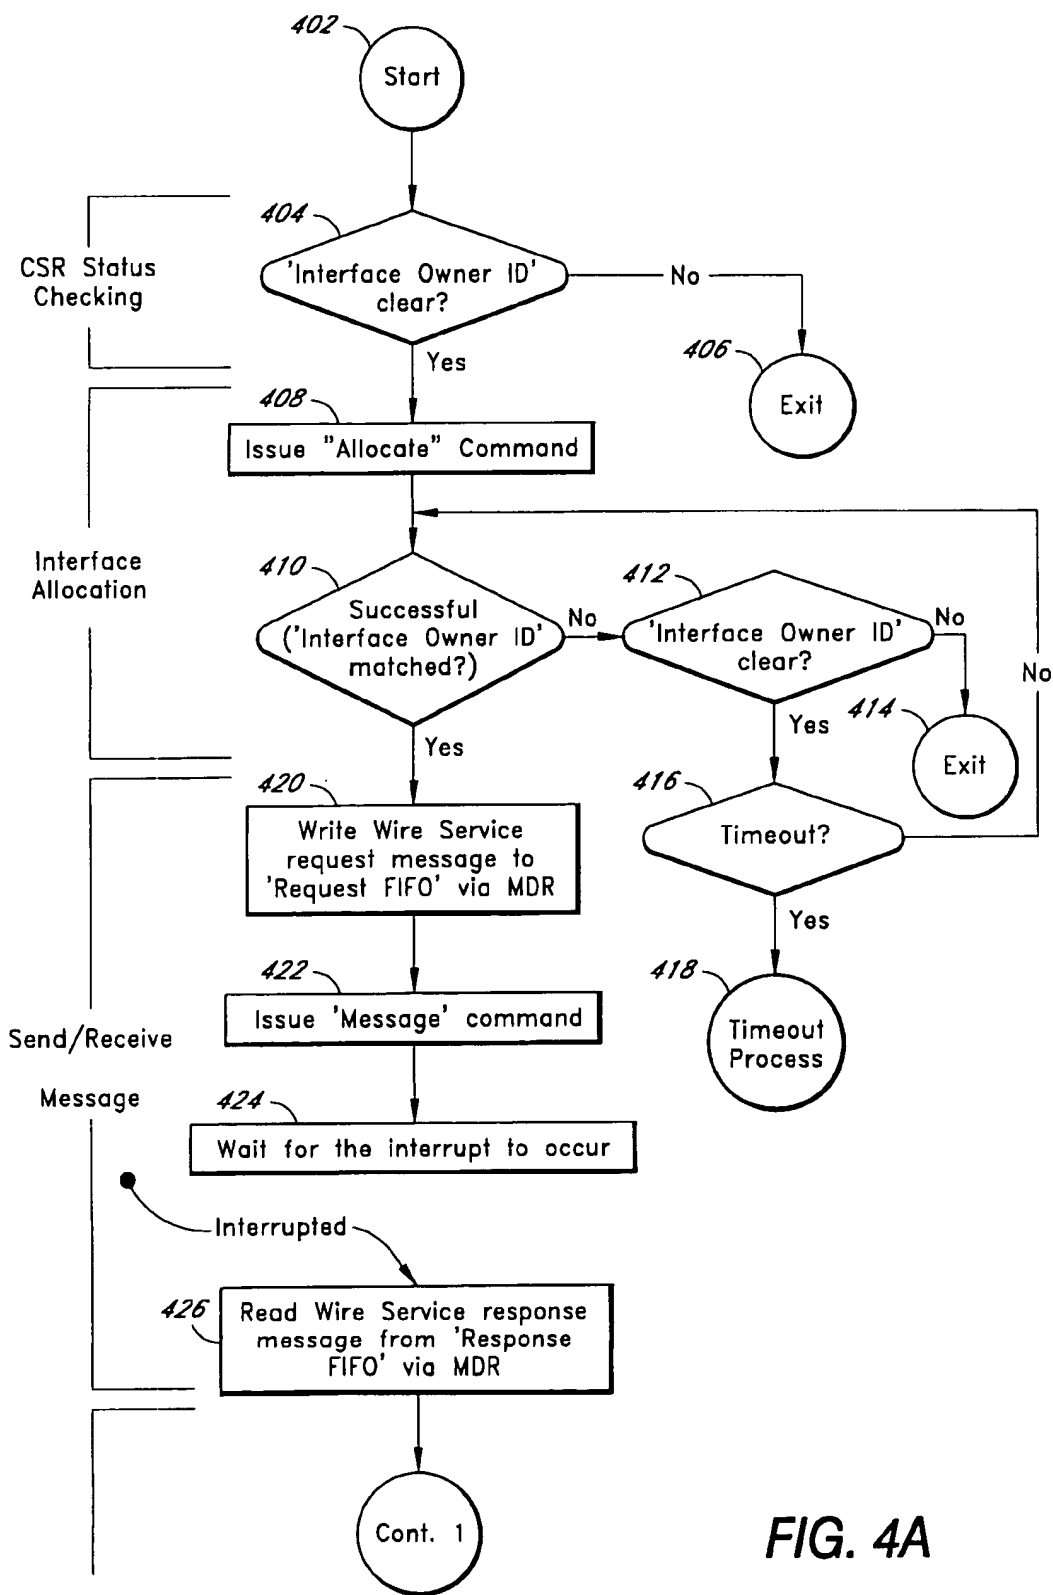 402
Start
404
CSR Status
Checking
'Interface Owner ID'
clear?
No
Yes
406
Exit
408
Issue "Allocate" Command
Interface
Allocation
410
Successful
('Interface Owner ID'
matched?)
No
412
'Interface Owner ID'
clear?
No
No
Yes
Yes
414
Exit
416
Timeout?
420
Write Wire Service
request message to
'Request FIFO' via MDR
Yes
418
Timeout
Process
422
Issue 'Message' command
Send/Receive
Message
424
Wait for the interrupt to occur
Interrupted
426
Read Wire Service response
message from 'Response
FIFO' via MDR
Cont. 1
FIG. 4A